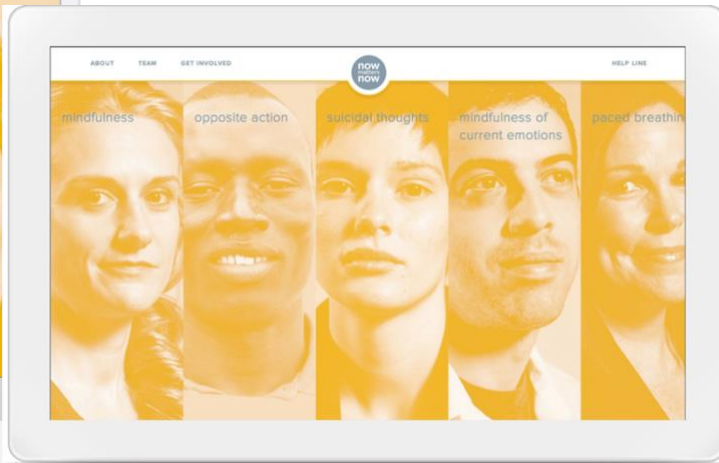 ABOUT TEAM GET INVOLVED HELP LINE
now
matters
now
mindfulness opposite action suicidal thoughts mindfulness of paced breathin
current emotions